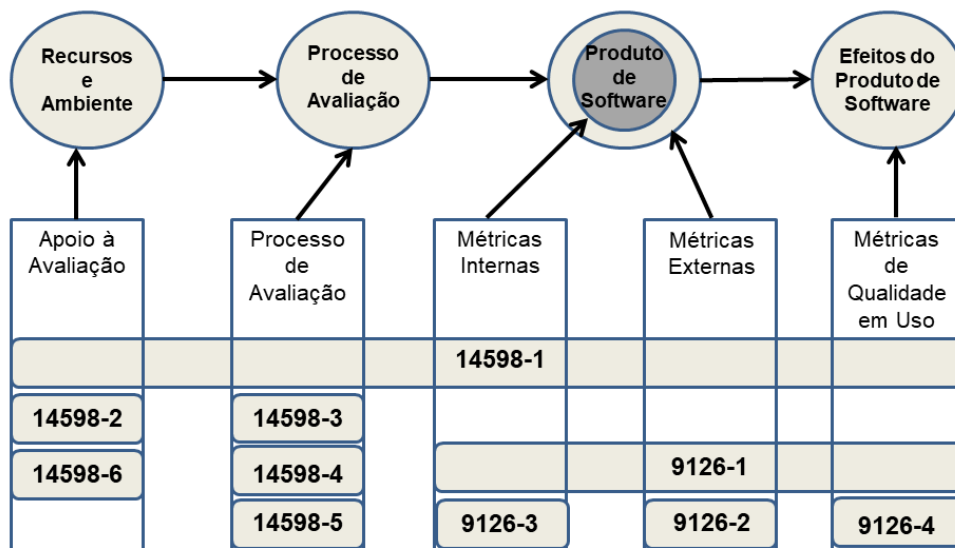 Recursos
e
Ambiente
Processo
de
Avaliação
Produto
de
Software
Efeitos do
Produto de
Software
Apoio à
Avaliação
Processo
de
Avaliação
Métricas
Internas
Métricas
Externas
Métricas
de
Qualidade
em Uso
14598-1
14598-2
14598-3
14598-6
14598-4
9126-1
14598-5
9126-3
9126-2
9126-4